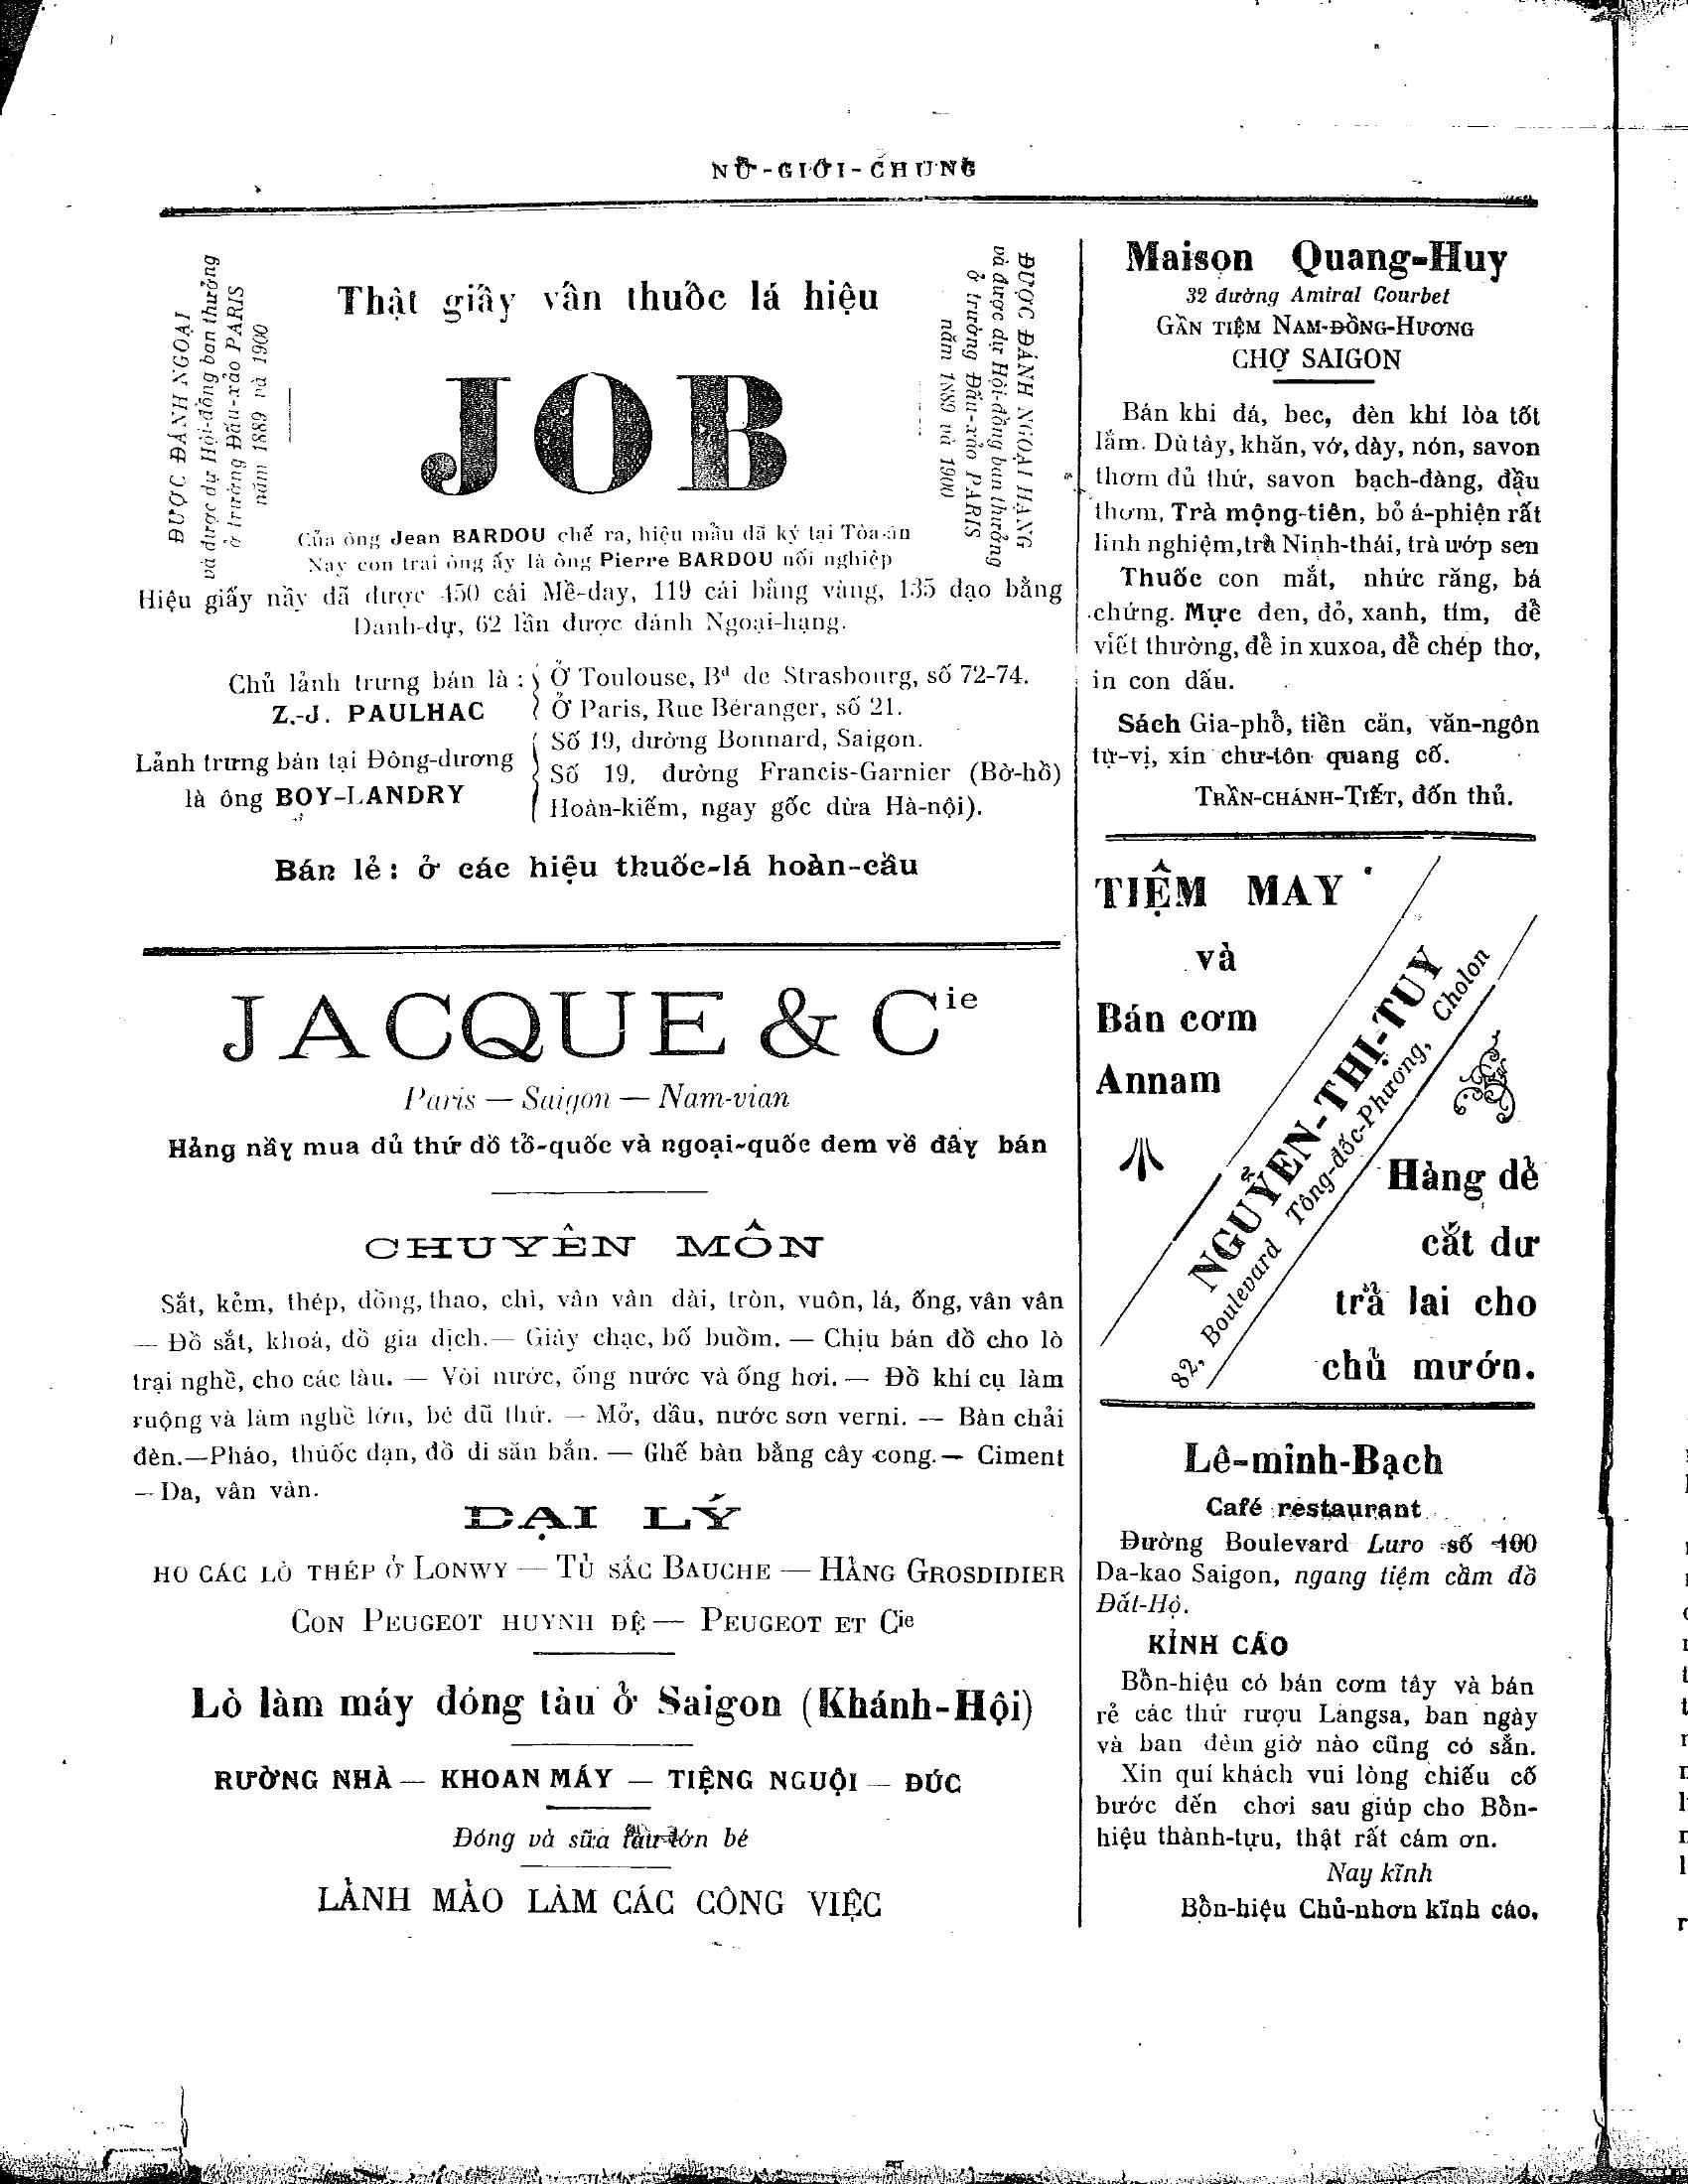 NỮ-GIỚI-CHUNG
ĐƯỢC ĐÁNH NGOẠI
và được dự Hội-đồng ban thưởng
ở trường Đấu-xảo PARIS
năm 1889 và 1900
Thật giấy vấn thuốc lá hiệu
JOB
ĐƯỢC ĐÁNH NGOẠI HẠNG
và được dự Hội-đồng ban thưởng
ở trường Đấu-xảo PARIS
năm 1889 và 1900
Của ông Jean BARDOU chế ra, hiệu mầu đã ký tại Tòa-án
Nay con trai ông ấy là ông Pierre BARDOU nối nghiệp
Hiệu giấy nầy đã được 450 cái Mề-day, 119 cái bằng vàng, 135 đạo bằng
Danh-dự, 62 lần được đánh Ngoại-hạng.
Chủ lảnh trưng bán là :
Z.-J. PAULHAC
Ở Toulouse, Bd de Strasbourg, số 72-74.
Ở Paris, Rue Béranger, số 21.
Lảnh trưng bán tại Đông-dương
là ông BOY-LANDRY
Số 19, đường Bonnard, Saigon.
Số 19, đường Francis-Garnier (Bờ-hồ)
Hoàn-kiếm, ngay gốc dừa Hà-nội).
Bán lẻ : ở các hiệu thuốc-lá hoàn-cầu
JACQUE & Cie
Paris — Saigon — Nam-vian
Hảng nầy mua đủ thứ đồ tổ-quốc và ngoại-quốc đem về đây bán
CHUYÊN MÔN
Sắt, kẻm, thép, đồng, thao, chì, vân vân dài, tròn, vuôn, lá, ống, vân vân
— Đồ sắt, khoá, đồ gia dịch.— Giày chạc, bố buồm. — Chịu bán đồ cho lò
trại nghề, cho các tàu. — Vòi nước, ống nước và ống hơi. — Đồ khí cụ làm
ruộng và làm nghề lớn, bé đũ thứ. — Mở, dầu, nước sơn verni. — Bàn chải
đèn.—Pháo, thuốc đạn, đồ đi săn bắn. — Ghế bàn bằng cây cong.— Ciment
— Da, vân vàn.
ĐẠI LÝ
HO CÁC LÒ THÉP Ở LONWY — TỦ SẮC BAUCHE — HẢNG GROSDIDIER
CON PEUGEOT HUYNH ĐỆ — PEUGEOT ET Cie
Lò làm máy đóng tàu ở Saigon (Khánh-Hội)
RƯỜNG NHÀ — KHOAN MÁY — TIỆNG NGUỘI — ĐÚC
Đóng và sữa tàu lớn bé
LẢNH MẢO LÀM CÁC CÔNG VIỆC
Maison Quang-Huy
32 đường Amiral Courbet
GẦN TIỆM NAM-ĐỒNG-HƯƠNG
CHỢ SAIGON
Bán khi đá, bec, đèn khí lòa tốt
lắm. Dù tây, khăn, vớ, dày, nón, savon
thơm đủ thứ, savon bạch-đàng, đậu
thơm, Trà mộng-tiên, bỏ á-phiện rất
linh nghiệm, trà Ninh-thái, trà ướp sen
Thuốc con mắt, nhức răng, bá
chứng. Mực đen, đỏ, xanh, tím, để
viết thường, để in xuxoa, để chép thơ,
in con dấu.
Sách Gia-phổ, tiền căn, văn-ngôn
tự-vị, xin chư-tôn quang cố.
TRẦN-CHÁNH-TIẾT, đốn thủ.
TIỆM MAY
và
Bán cơm
Annam
NGUỶEN-THỊ-TUY
82, Boulevard Tông-đốc-Phương, Cholon
Hàng dẻ
cắt dư
trả lai cho
chủ mướn.
Lê-minh-Bạch
Café restaurant
Đường Boulevard Luro số 100
Da-kao Saigon, ngang tiệm cầm đồ
Đất-Hộ.
KỈNH CÁO
Bồn-hiệu có bán cơm tây và bán
rẻ các thứ rượu Langsa, ban ngày
và ban đêm giờ nào cũng có sẵn.
Xin quí khách vui lòng chiếu cố
bước đến chơi sau giúp cho Bồn-
hiệu thành-tựu, thật rất cám ơn.
Nay kĩnh
Bồn-hiệu Chủ-nhơn kĩnh cáo.